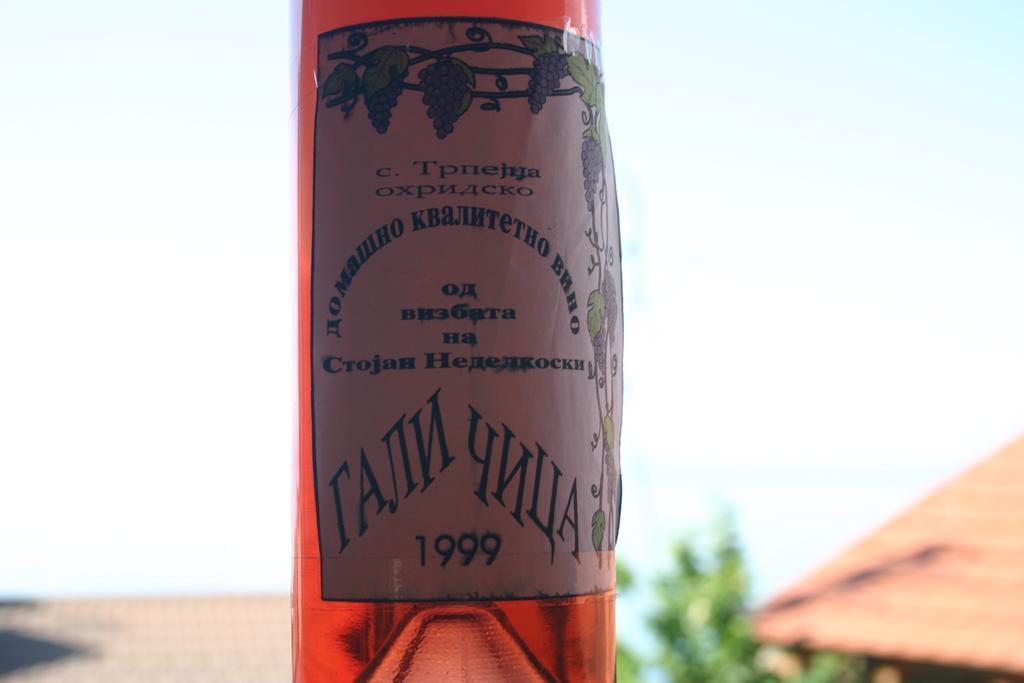 с. Трпејца
охридско
домашно квалитетно вино
од
визбата
на
Стојан Неделкоски
ГАЛИЧИЦА
1999